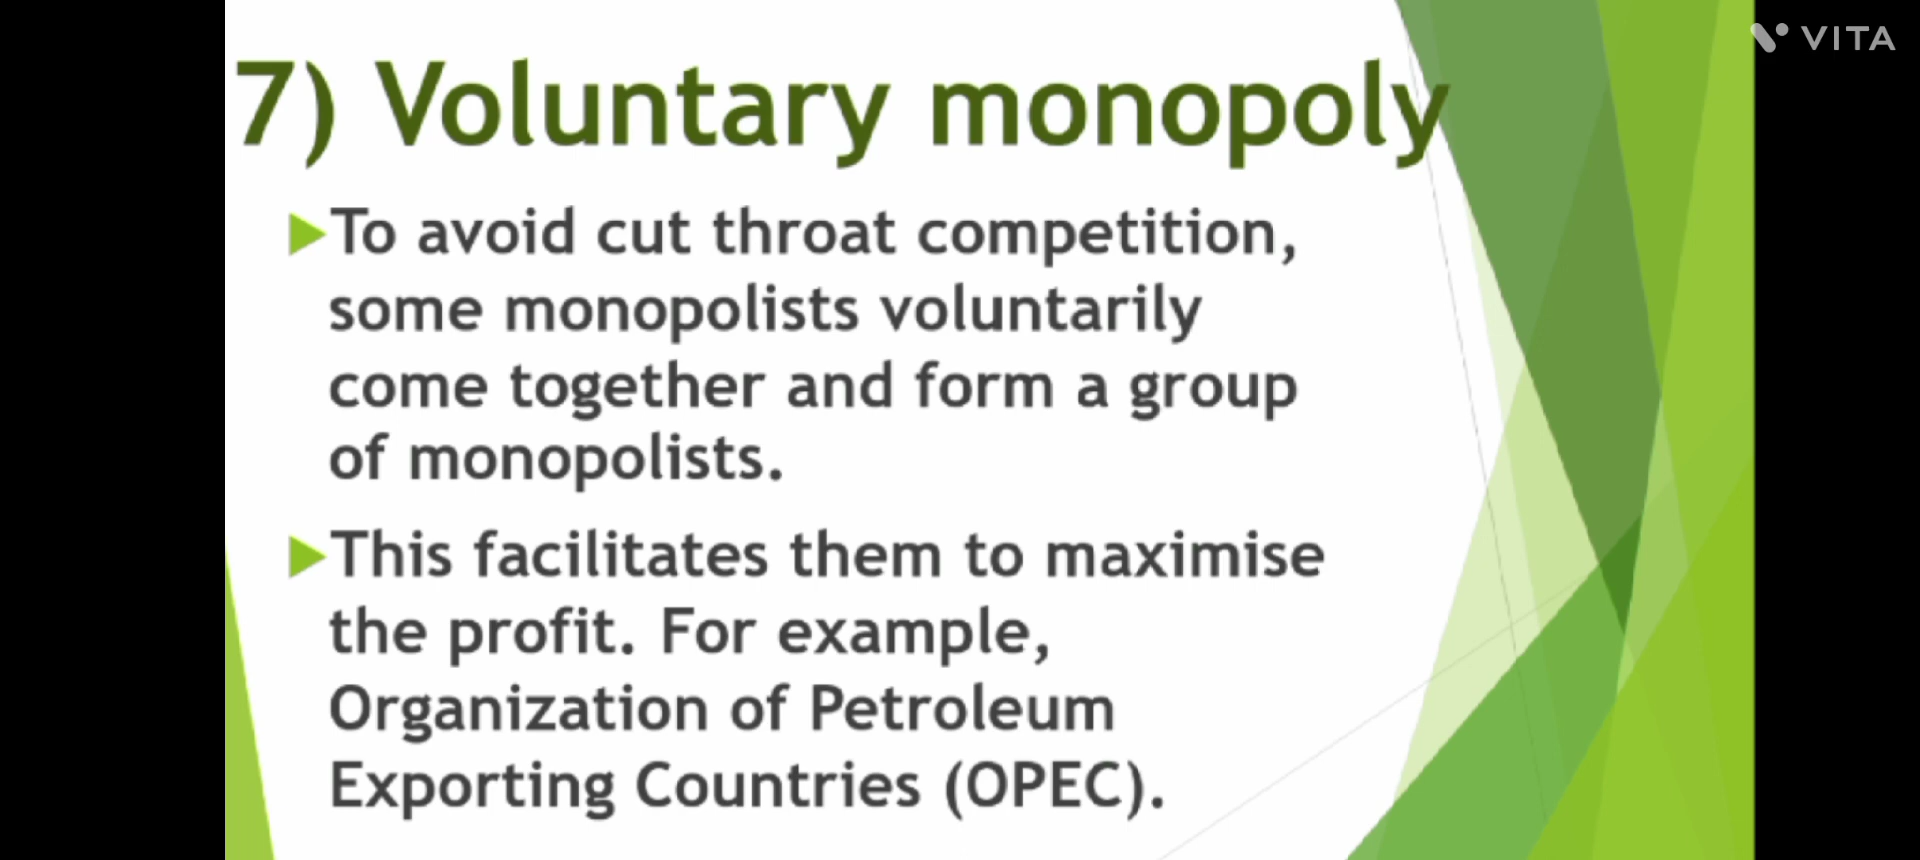 VITA
7) Voluntary monopoly
To avoid cut throat competition,
some monopolists voluntarily
come together and form a group
of monopolists.
This facilitates them to maximise
the profit. For example,
Organization of Petroleum
Exporting Countries (OPEC).